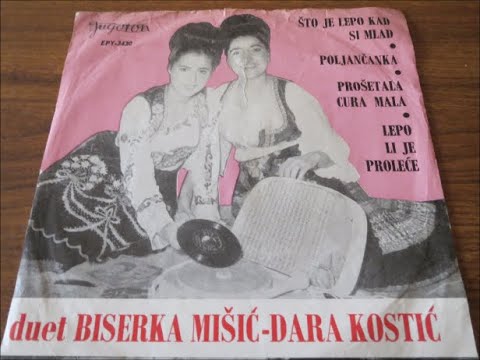 Jugoton
EPY-3430
ŠTO JE LEPO KAD
SI MLAD
•
POLJANČANKA
•
PROŠETALA
CURA MALA
•
LEPO
LI JE
PROLEĆE
duet BISERKA MIŠIĆ-DARA KOSTIĆ